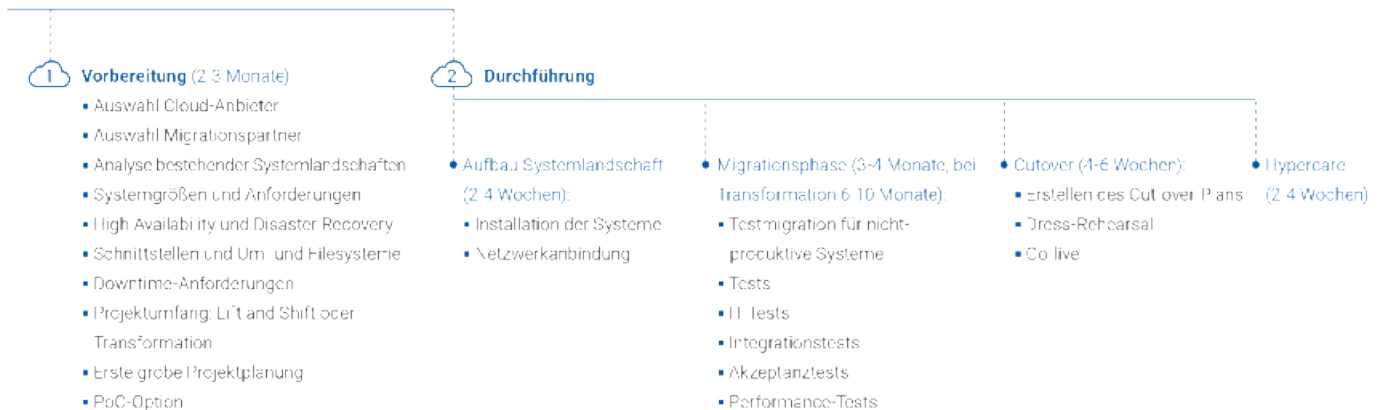 1
Vorbereitung (2-3 Monate)
Auswahl Cloud-Anbieter
Auswahl Migrationspartner
Analyse bestehender Systemlandschaften
Systemgrößen und Anforderungen
High Availability und Disaster Recovery
Schnittstellen und Um- und Filesysteme
Downtime-Anforderungen
Projektumfang: Lift and Shift oder
Transformation
Erste grobe Projektplanung
PoC-Option
2
Durchführung
Aufbau Systemlandschaft
(2-4 Wochen):
Installation der Systeme
Netzwerkanbindung
Migrationsphase (3-4 Monate, bei
Transformation 6-10 Monate):
Testmigration für nicht-
produktive Systeme
Tests
IT-Tests
Integrationstests
Akzeptanztests
Performance-Tests
Cutover (4-6 Wochen):
Erstellen des Cut over Plans
Dress-Rehearsal
Go-live
Hypercare
(2-4 Wochen)